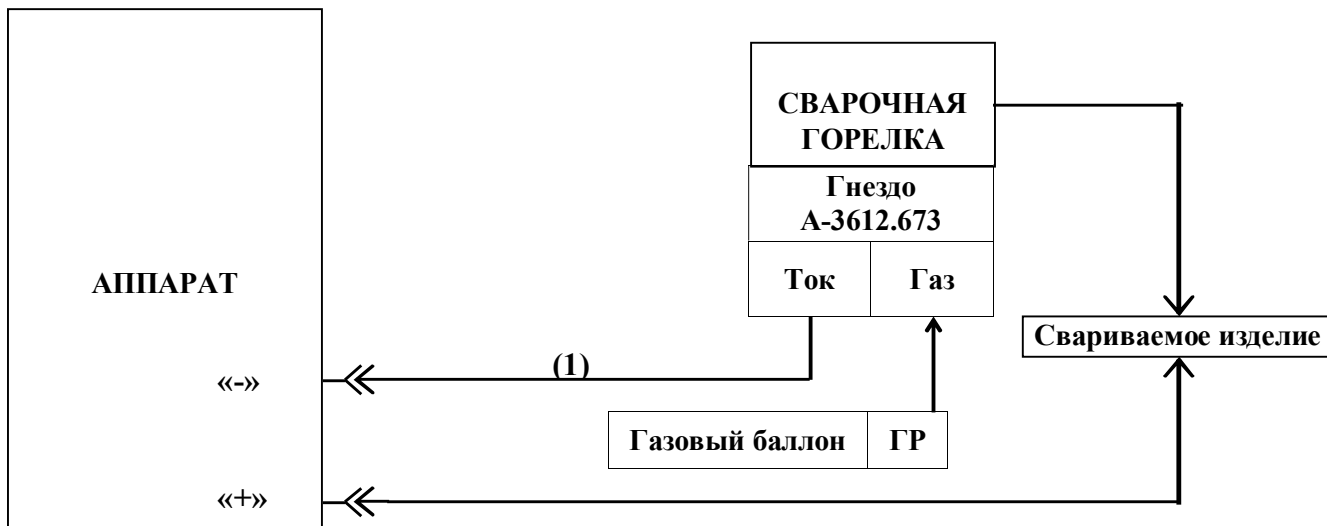 СВАРОЧНАЯ
ГОРЕЛКА
Гнездо
А-3612.673
АППАРАТ
Ток
Газ
Свариваемое изделие
(1)
«-»
Газовый баллон
ГР
«+»